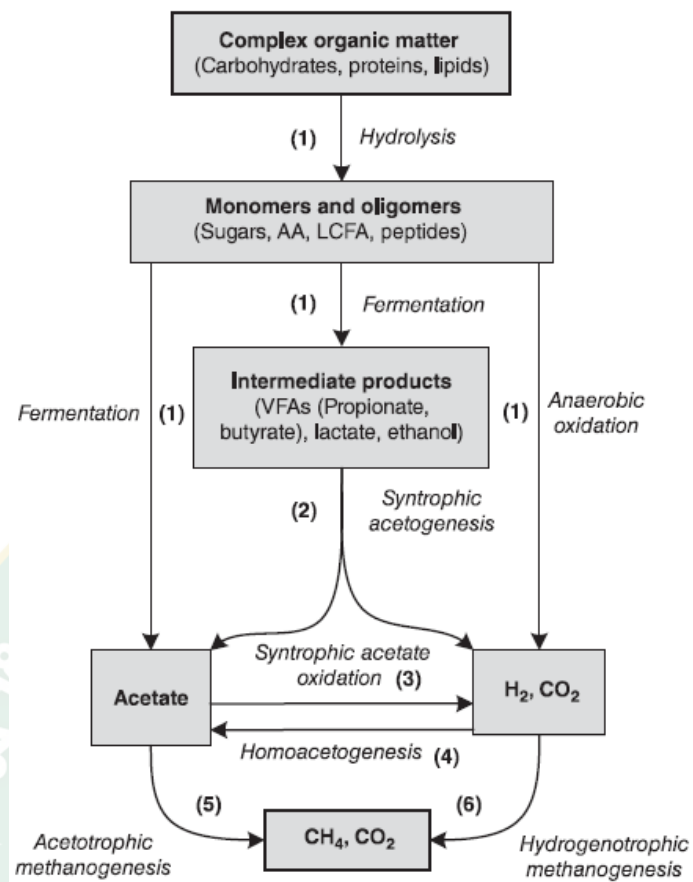 Complex organic matter
(Carbohydrates, proteins, lipids)
(1) Hydrolysis
Monomers and oligomers
(Sugars, AA, LCFA, peptides)
(1) Fermentation
Intermediate products
(VFAs (Propionate,
butyrate), lactate, ethanol)
Fermentation (1)
(1) Anaerobic
oxidation
(2) Syntrophic
acetogenesis
Acetate
Syntrophic acetate
oxidation (3)
H₂, CO₂
Homoacetogenesis (4)
(5)
(6)
Acetotrophic
methanogenesis
CH₄, CO₂
Hydrogenotrophic
methanogenesis